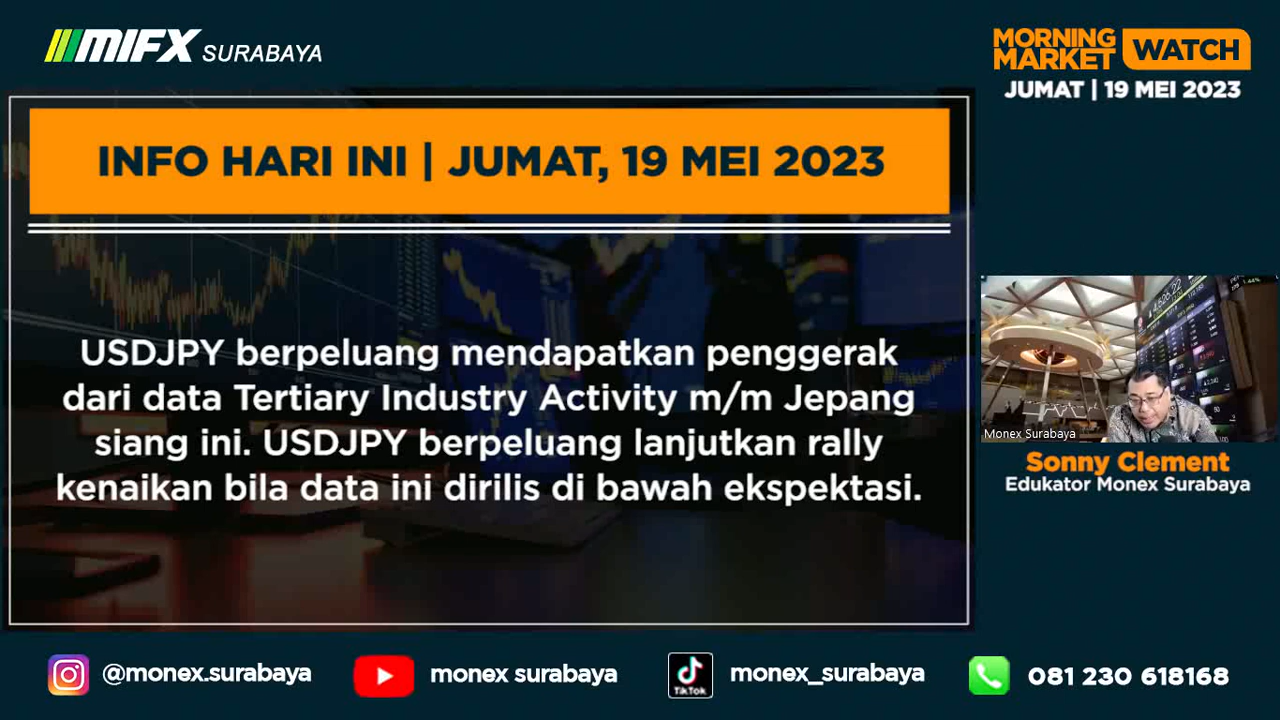 MIFX SURABAYA
MORNING
MARKET
WATCH
JUMAT | 19 MEI 2023
INFO HARI INI | JUMAT, 19 MEI 2023
USDJPY berpeluang mendapatkan penggerak
dari data Tertiary Industry Activity m/m Jepang
siang ini. USDJPY berpeluang lanjutkan rally
kenaikan bila data ini dirilis di bawah ekspektasi.
Monex Surabaya
Sonny Clement
Edukator Monex Surabaya
@monex.surabaya
monex surabaya
TikTok
monex_surabaya
081 230 618168